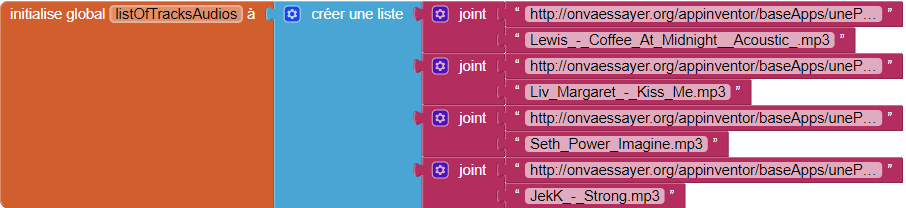 initialise global listOfTracksAudios à créer une liste joint “ http://onvaessayer.org/appinventor/baseApps/uneP... ”
“ Lewis_-_Coffee_At_Midnight__Acoustic_.mp3 ”
joint “ http://onvaessayer.org/appinventor/baseApps/uneP... ”
“ Liv_Margaret_-_Kiss_Me.mp3 ”
joint “ http://onvaessayer.org/appinventor/baseApps/uneP... ”
“ Seth_Power_Imagine.mp3 ”
joint “ http://onvaessayer.org/appinventor/baseApps/uneP... ”
“ JekK_-_Strong.mp3 ”